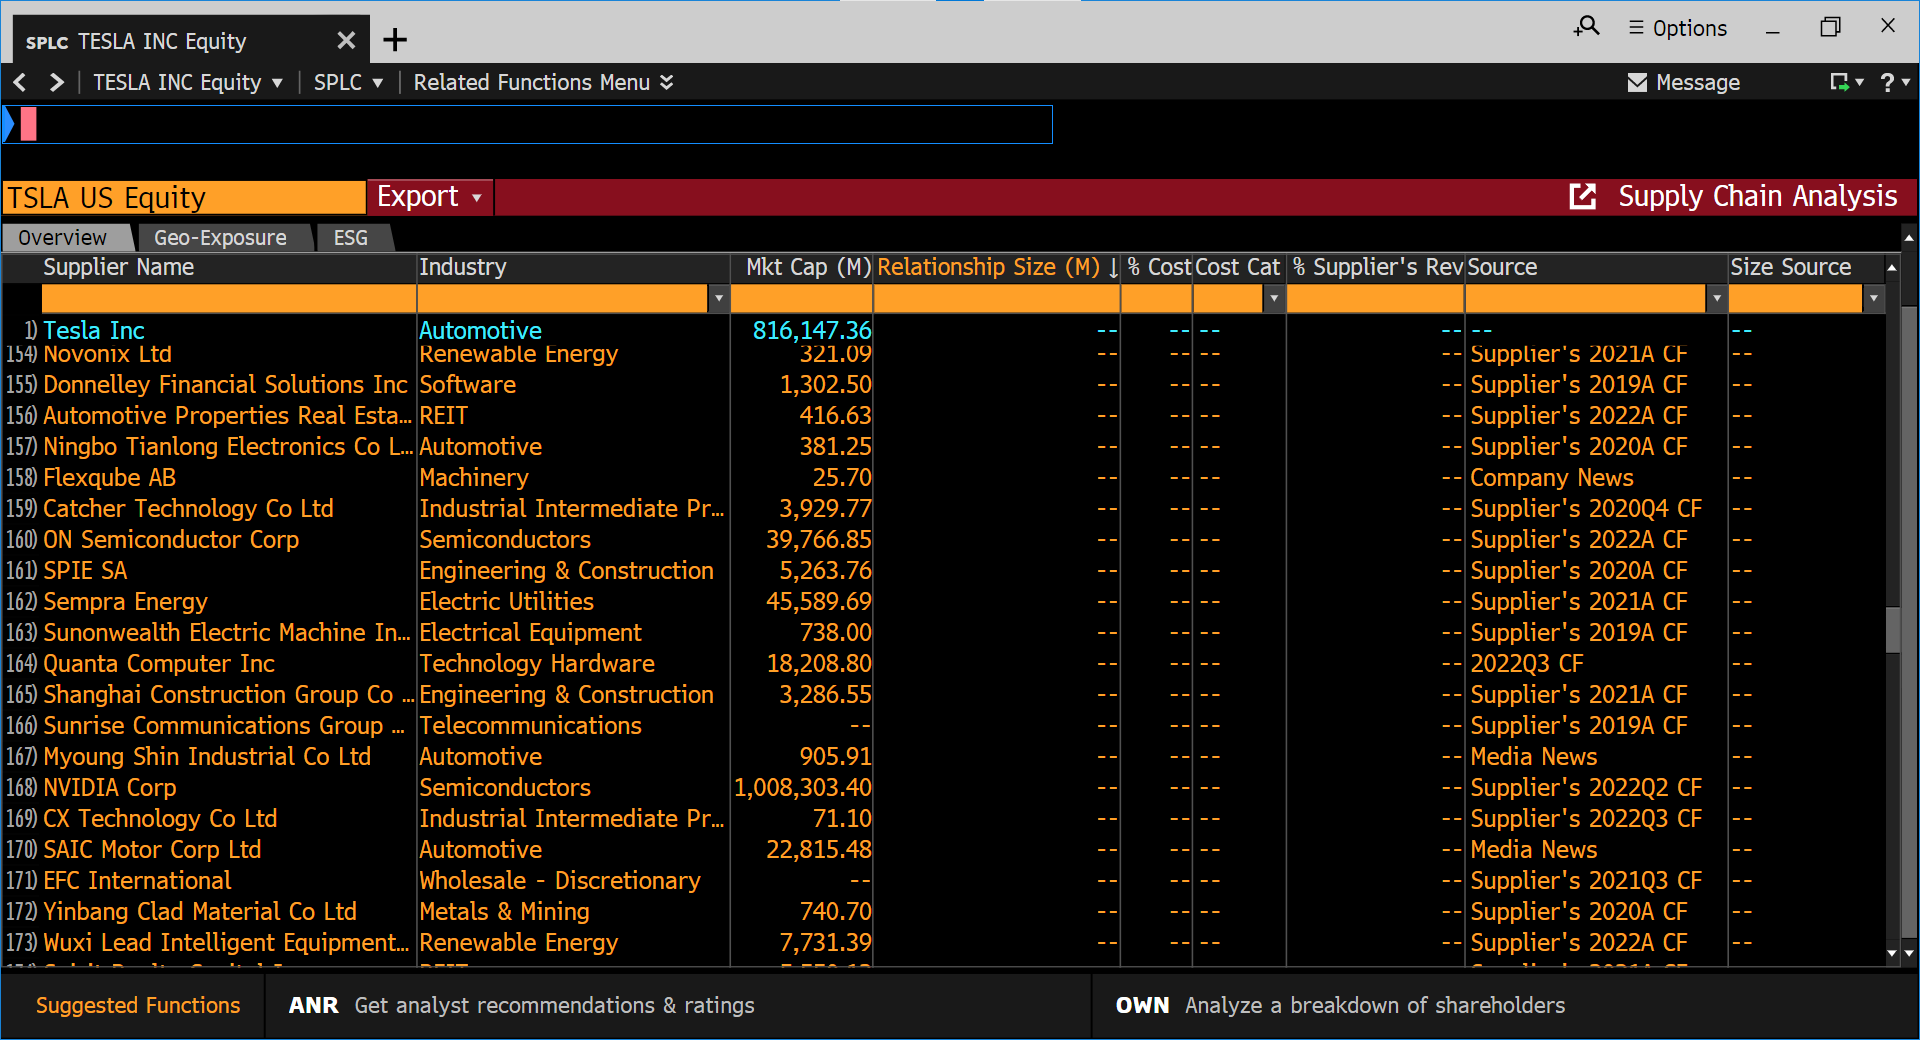 SPLC TESLA INC Equity
Options
TESLA INC Equity SPLC Related Functions Menu Message ?
TSLA US Equity Export Supply Chain Analysis
Overview Geo-Exposure ESG
Supplier Name Industry Mkt Cap (M) Relationship Size (M) ↓ % Cost Cost Cat % Supplier's Rev Source Size Source
1) Tesla Inc Automotive 816,147.36 -- -- -- -- -- --
154) Novonix Ltd Renewable Energy 321.09 -- -- -- -- Supplier's 2021A CF --
155) Donnelley Financial Solutions Inc Software 1,302.50 -- -- -- -- Supplier's 2019A CF --
156) Automotive Properties Real Esta... REIT 416.63 -- -- -- -- Supplier's 2022A CF --
157) Ningbo Tianlong Electronics Co L... Automotive 381.25 -- -- -- -- Supplier's 2020A CF --
158) Flexqube AB Machinery 25.70 -- -- -- -- Company News --
159) Catcher Technology Co Ltd Industrial Intermediate Pr... 3,929.77 -- -- -- -- Supplier's 2020Q4 CF --
160) ON Semiconductor Corp Semiconductors 39,766.85 -- -- -- -- Supplier's 2022A CF --
161) SPIE SA Engineering & Construction 5,263.76 -- -- -- -- Supplier's 2020A CF --
162) Sempra Energy Electric Utilities 45,589.69 -- -- -- -- Supplier's 2021A CF --
163) Sunonwealth Electric Machine In... Electrical Equipment 738.00 -- -- -- -- Supplier's 2019A CF --
164) Quanta Computer Inc Technology Hardware 18,208.80 -- -- -- -- 2022Q3 CF --
165) Shanghai Construction Group Co ... Engineering & Construction 3,286.55 -- -- -- -- Supplier's 2021A CF --
166) Sunrise Communications Group ... Telecommunications -- -- -- -- -- Supplier's 2019A CF --
167) Myoung Shin Industrial Co Ltd Automotive 905.91 -- -- -- -- Media News --
168) NVIDIA Corp Semiconductors 1,008,303.40 -- -- -- -- Supplier's 2022Q2 CF --
169) CX Technology Co Ltd Industrial Intermediate Pr... 71.10 -- -- -- -- Supplier's 2022Q3 CF --
170) SAIC Motor Corp Ltd Automotive 22,815.48 -- -- -- -- Media News --
171) EFC International Wholesale - Discretionary -- -- -- -- -- Supplier's 2021Q3 CF --
172) Yinbang Clad Material Co Ltd Metals & Mining 740.70 -- -- -- -- Supplier's 2020A CF --
173) Wuxi Lead Intelligent Equipment... Renewable Energy 7,731.39 -- -- -- -- Supplier's 2022A CF --
Suggested Functions ANR Get analyst recommendations & ratings OWN Analyze a breakdown of shareholders